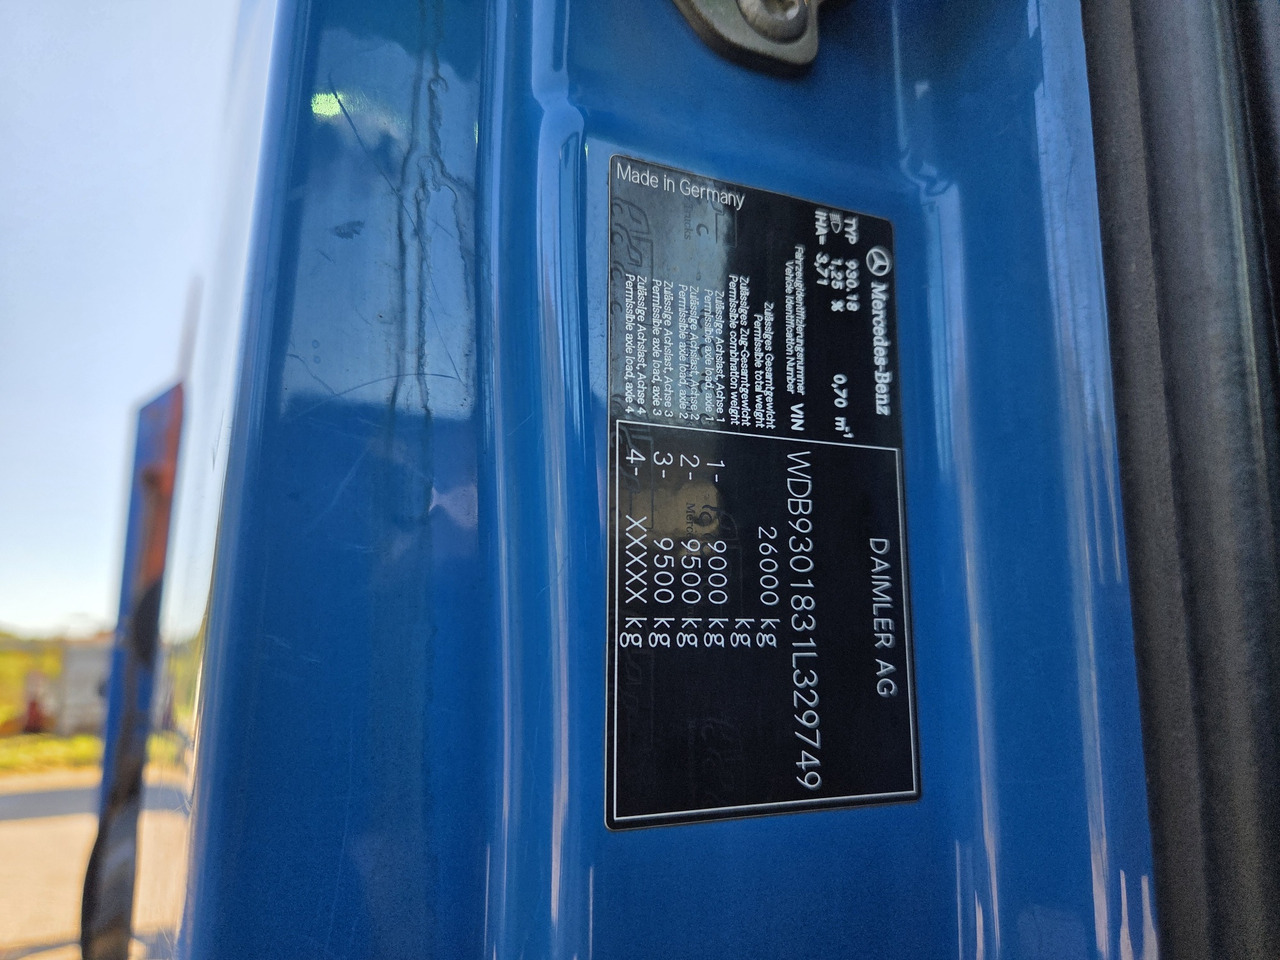 Mercedes-Benz
DAIMLER AG
TYP 930.18
1,25 % 0,70 m⁻¹
IHA= 3,71
Fahrzeugidentifizierungsnummer
Vehicle Identification Number VIN WDB9301831L329749
Zulässiges Gesamtgewicht
Permissible total weight 26000 kg
Zulässiges Zug-Gesamtgewicht
Permissible combination weight kg
Zulässige Achslast, Achse 1
Permissible axle load, axle 1 1- 9000 kg
Zulässige Achslast, Achse 2
Permissible axle load, axle 2 2- 9500 kg
Zulässige Achslast, Achse 3
Permissible axle load, axle 3 3- 9500 kg
Zulässige Achslast, Achse 4
Permissible axle load, axle 4 4- XXXXX kg
Made in Germany